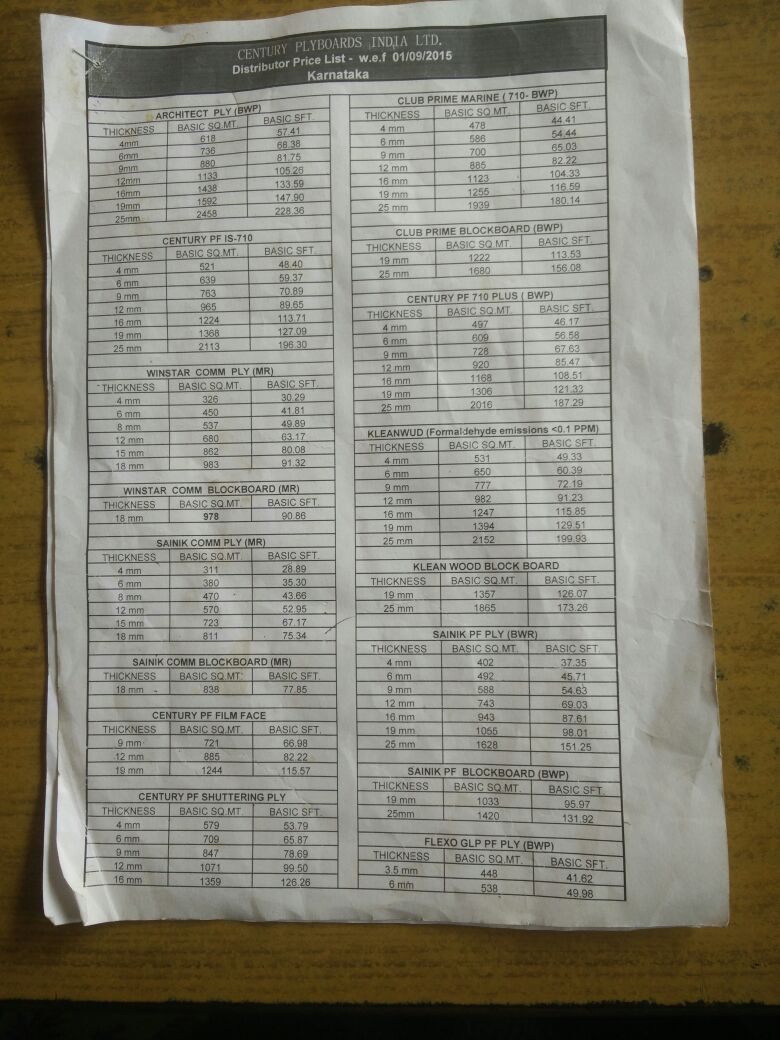 CENTURY PLYBOARDS INDIA LTD.
Distributor Price List - w.e.f 01/09/2015
Karnataka
ARCHITECT PLY (BWP)
THICKNESS BASIC SQ.MT. BASIC SFT.
4mm 618 57.41
6mm 736 68.38
9mm 880 81.75
12mm 1133 105.26
16mm 1438 133.59
19mm 1592 147.90
25mm 2458 228.36
CENTURY PF IS-710
THICKNESS BASIC SQ.MT. BASIC SFT.
4 mm 521 48.40
6 mm 639 59.37
9 mm 763 70.89
12 mm 965 89.65
16 mm 1224 113.71
19 mm 1368 127.09
25 mm 2113 196.30
WINSTAR COMM PLY (MR)
THICKNESS BASIC SQ.MT. BASIC SFT.
4 mm 326 30.29
6 mm 450 41.81
8 mm 537 49.89
12 mm 680 63.17
15 mm 862 80.08
18 mm 983 91.32
WINSTAR COMM BLOCKBOARD (MR)
THICKNESS BASIC SQ.MT. BASIC SFT.
18 mm 978 90.86
SAINIK COMM PLY (MR)
THICKNESS BASIC SQ.MT. BASIC SFT.
4 mm 311 28.89
6 mm 380 35.30
8 mm 470 43.66
12 mm 570 52.95
15 mm 723 67.17
18 mm 811 75.34
SAINIK COMM BLOCKBOARD (MR)
THICKNESS BASIC SQ.MT. BASIC SFT.
18 mm 838 77.85
CENTURY PF FILM FACE
THICKNESS BASIC SQ.MT. BASIC SFT.
9 mm 721 66.98
12 mm 885 82.22
19 mm 1244 115.57
CENTURY PF SHUTTERING PLY
THICKNESS BASIC SQ.MT. BASIC SFT.
4 mm 579 53.79
6 mm 709 65.87
9 mm 847 78.69
12 mm 1071 99.50
16 mm 1359 126.26
CLUB PRIME MARINE ( 710- BWP)
THICKNESS BASIC SQ.MT. BASIC SFT.
4 mm 478 44.41
6 mm 586 54.44
9 mm 700 65.03
12 mm 885 82.22
16 mm 1123 104.33
19 mm 1255 116.59
25 mm 1939 180.14
CLUB PRIME BLOCKBOARD (BWP)
THICKNESS BASIC SQ.MT. BASIC SFT.
19 mm 1222 113.53
25 mm 1680 156.08
CENTURY PF 710 PLUS ( BWP)
THICKNESS BASIC SQ.MT. BASIC SFT.
4 mm 497 46.17
6 mm 609 56.58
9 mm 728 67.63
12 mm 920 85.47
16 mm 1168 108.51
19 mm 1306 121.33
25 mm 2016 187.29
KLEANWUD (Formaldehyde emissions <0.1 PPM)
THICKNESS BASIC SQ.MT. BASIC SFT.
4 mm 531 49.33
6 mm 650 60.39
9 mm 777 72.19
12 mm 982 91.23
16 mm 1247 115.85
19 mm 1394 129.51
25 mm 2152 199.93
KLEAN WOOD BLOCK BOARD
THICKNESS BASIC SQ.MT. BASIC SFT.
19 mm 1357 126.07
25 mm 1865 173.26
SAINIK PF PLY (BWR)
THICKNESS BASIC SQ.MT. BASIC SFT.
4 mm 402 37.35
6 mm 492 45.71
9 mm 588 54.63
12 mm 743 69.03
16 mm 943 87.61
19 mm 1055 98.01
25 mm 1628 151.25
SAINIK PF BLOCKBOARD (BWP)
THICKNESS BASIC SQ.MT. BASIC SFT.
19 mm 1033 95.97
25mm 1420 131.92
FLEXO GLP PF PLY (BWP)
THICKNESS BASIC SQ.MT. BASIC SFT.
3.5 mm 448 41.62
6 mm 538 49.98